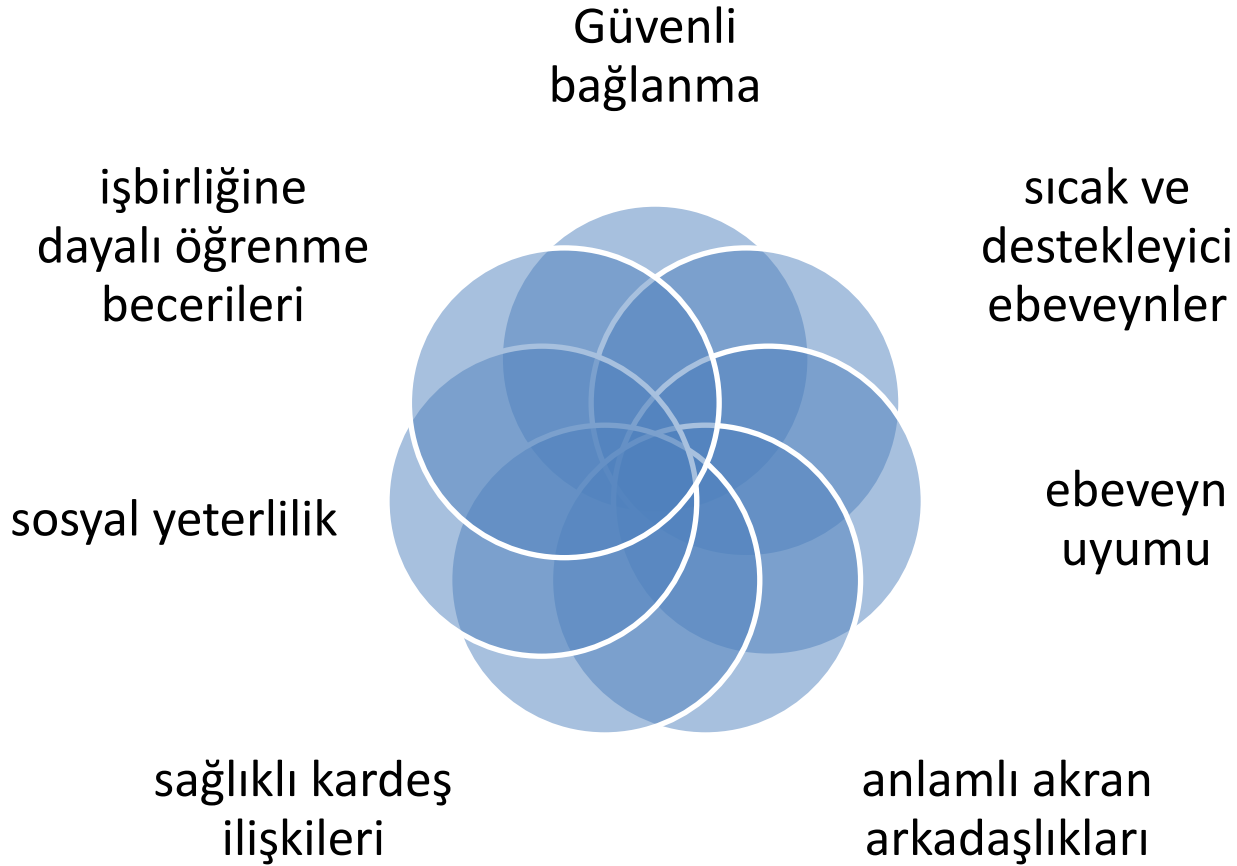 Güvenli
bağlanma
sıcak ve
destekleyici
ebeveynler
ebeveyn
uyumu
anlamlı akran
arkadaşlıkları
sağlıklı kardeş
ilişkileri
sosyal yeterlilik
işbirliğine
dayalı öğrenme
becerileri